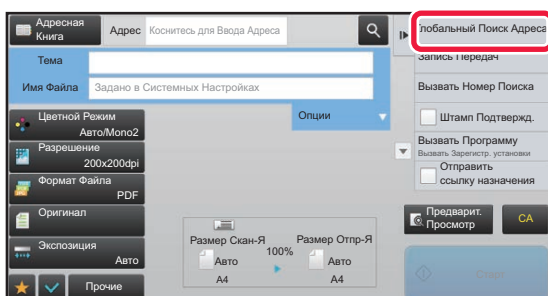 Адресная
Книга
Адрес
Коснитесь для Ввода Адреса
Тема
Имя Файла
Задано в Системных Настройках
Опции
Цветной Режим
Авто/Mono2
Разрешение
200x200dpi
Формат Файла
PDF
Оригинал
Экспозиция
Авто
Прочие
Размер Скан-Я
Авто
A4
100%
Размер Отпр-Я
Авто
A4
Глобальный Поиск Адреса
Запись Передач
Вызвать Номер Поиска
Штамп Подтвержд.
Вызвать Программу
Вызвать Зарегистр. установки
Отправить
ссылку назначения
Предварит.
Просмотр
CA
Старт